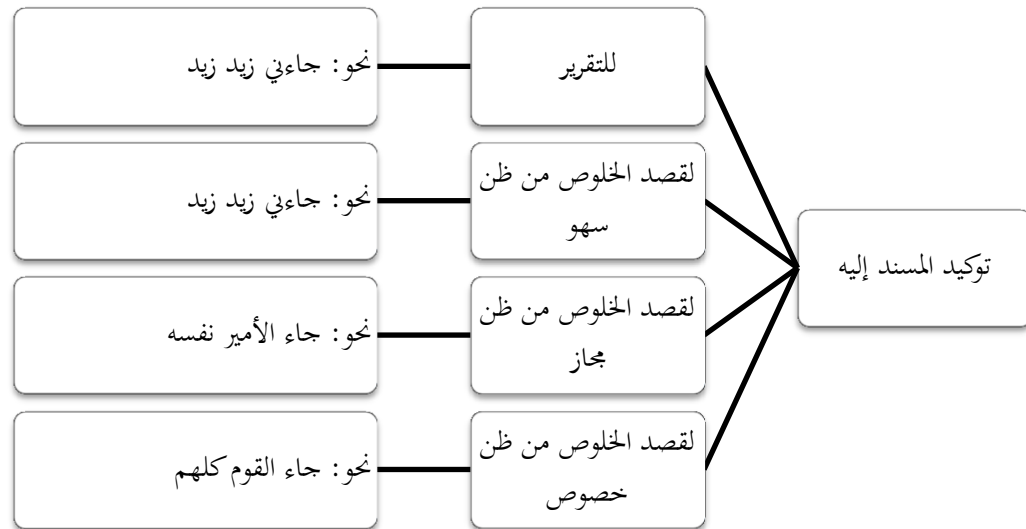 توكيد المسند إليه
للتقرير
نحو: جاءني زيد زيد
لقصد الخلوص من ظن
سهو
نحو: جاءني زيد زيد
لقصد الخلوص من ظن
مجاز
نحو: جاء الأمير نفسه
لقصد الخلوص من ظن
خصوص
نحو: جاء القوم كلهم